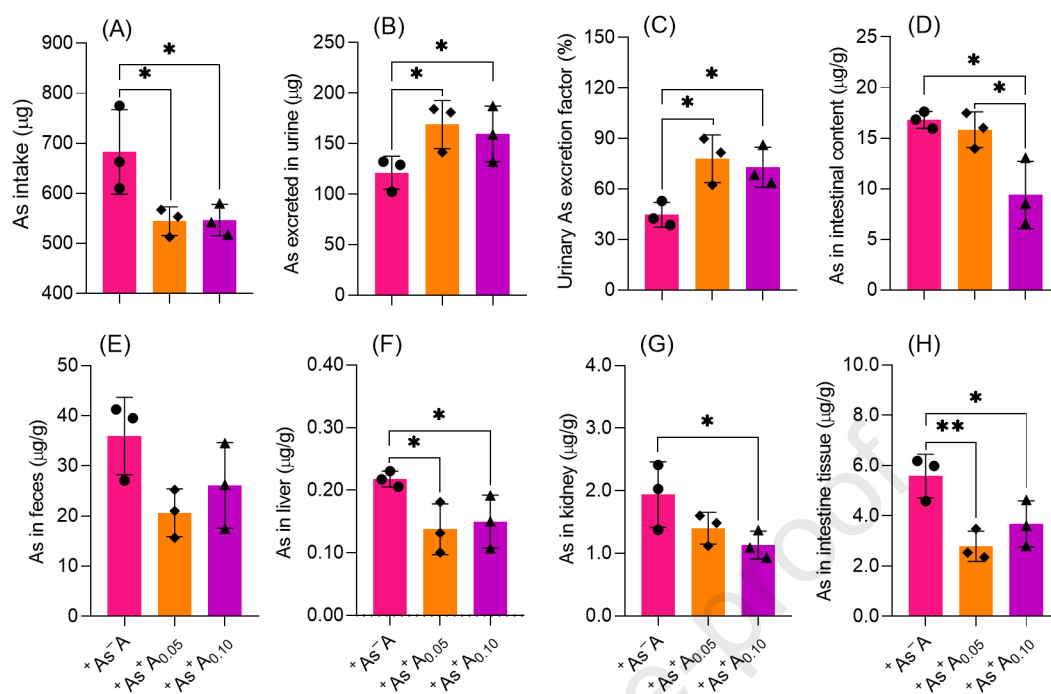 (A)
As intake (μg)
900
800
700
600
500
400
*
*
(B)
As excreted in urine (μg)
250
200
150
100
50
0
*
*
(C)
Urinary As excretion factor (%)
150
120
90
60
30
0
*
*
(D)
As in intestinal content (μg/g)
25
20
15
10
5
0
*
*
(E)
As in feces (μg/g)
50
40
30
20
10
0
⁺As⁻A
⁺As⁺A₀.₀₅
⁺As⁺A₀.₁₀
(F)
As in liver (μg/g)
0.40
0.30
0.20
0.10
0.00
*
*
⁺As⁻A
⁺As⁺A₀.₀₅
⁺As⁺A₀.₁₀
(G)
As in kidney (μg/g)
4.0
3.0
2.0
1.0
0.0
*
⁺As⁻A
⁺As⁺A₀.₀₅
⁺As⁺A₀.₁₀
(H)
As in intestine tissue (μg/g)
10.0
8.0
6.0
4.0
2.0
0.0
*
**
⁺As⁻A
⁺As⁺A₀.₀₅
⁺As⁺A₀.₁₀
e-proof